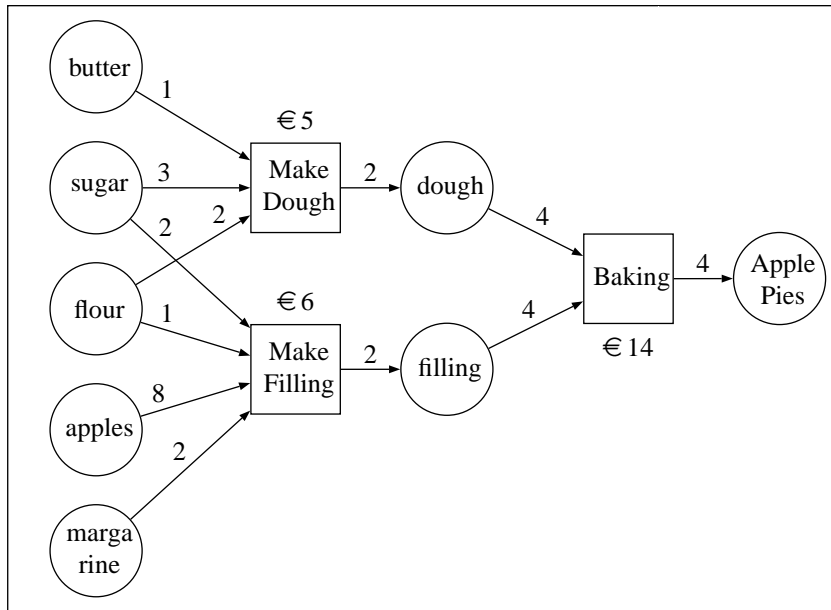 butter
1
€5
sugar
3
Make
Dough
2
dough
2
2
4
flour
1
€6
Baking
4
Apple
Pies
4
€14
Make
Filling
2
filling
apples
8
2
marga
rine